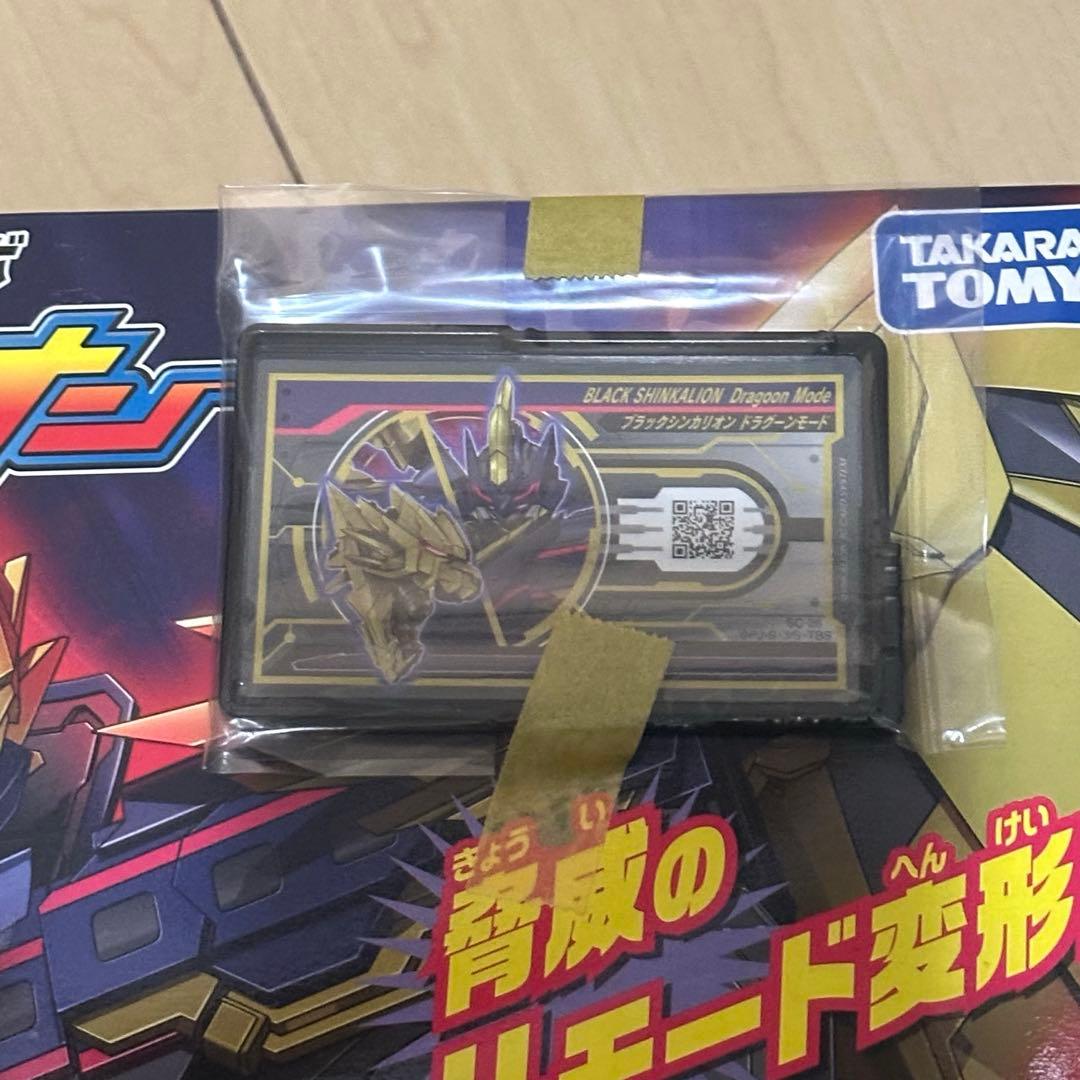 TAKARA
TOMY
BLACK SHINKALION Dragoon Mode
ブラックシンカリオン ドラグーンモード
きょう い
脅威の
へん けい
リモード変形